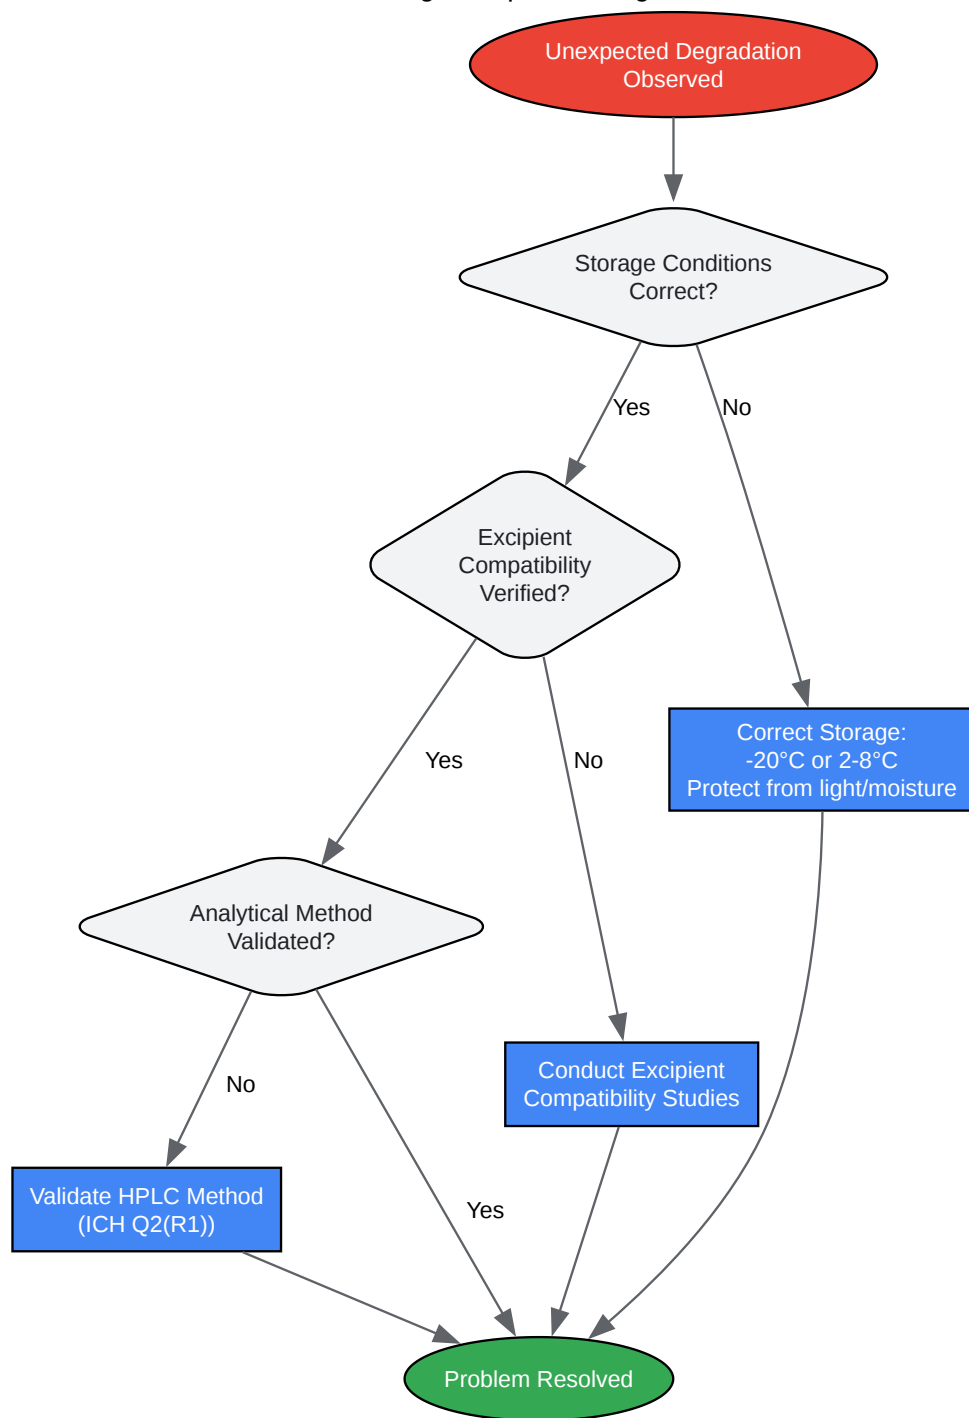 Unexpected Degradation
Observed
Storage Conditions
Correct?
Yes
No
Excipient
Compatibility
Verified?
Correct Storage:
-20°C or 2-8°C
Protect from light/moisture
Yes
No
Analytical Method
Validated?
Conduct Excipient
Compatibility Studies
No
Validate HPLC Method
(ICH Q2(R1))
Yes
Problem Resolved